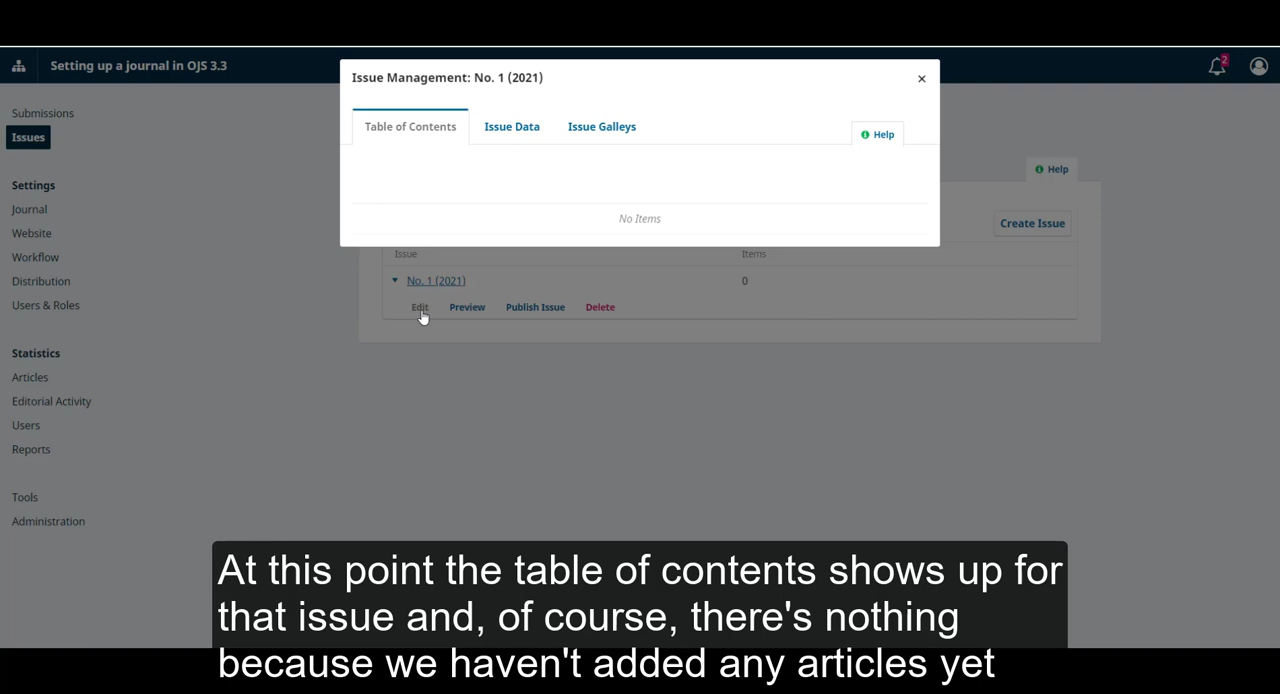 Setting up a journal in OJS 3.3
2
Issue Management: No. 1 (2021)
×
Table of Contents
Issue Data
Issue Galleys
Help
No Items
Submissions
Issues
Settings
Journal
Website
Workflow
Distribution
Users & Roles
Statistics
Articles
Editorial Activity
Users
Reports
Tools
Administration
Help
Create Issue
Issue Items
No. 1 (2021) 0
Edit Preview Publish Issue Delete
At this point the table of contents shows up for
that issue and, of course, there's nothing
because we haven't added any articles yet